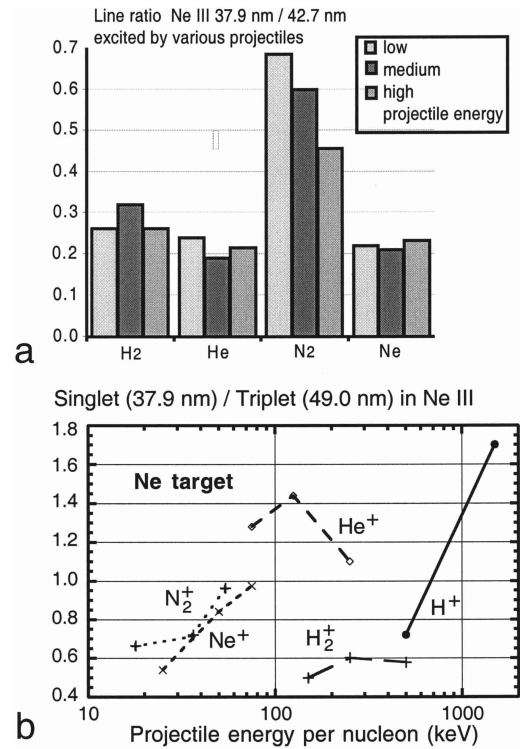 Line ratio Ne III 37.9 nm / 42.7 nm
excited by various projectiles
low
medium
high
projectile energy
0.7
0.6
0.5
0.4
0.3
0.2
0.1
0.0
H2 He N2 Ne
a
Singlet (37.9 nm) / Triplet (49.0 nm) in Ne III
1.8
1.6
1.4
1.2
1.0
0.8
0.6
0.4
Ne target
He+
N2+
Ne+
H2+
H+
10 100 1000
Projectile energy per nucleon (keV)
b